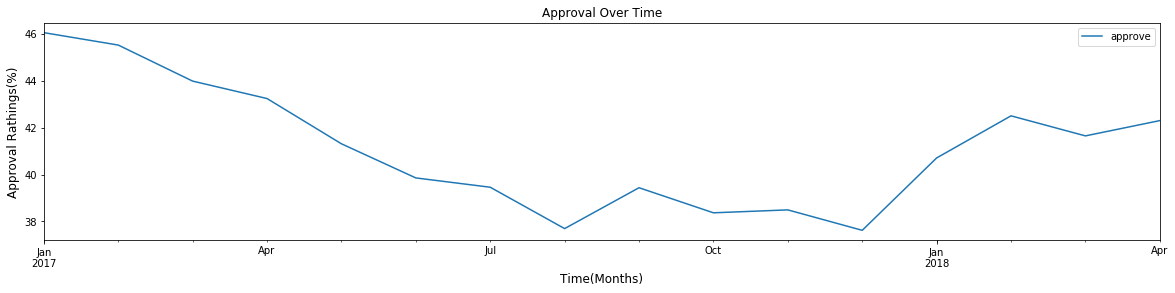 Approval Over Time
approve
Approval Rathings(%)
46
44
42
40
38
Jan
2017
Apr
Jul
Oct
Jan
2018
Apr
Time(Months)